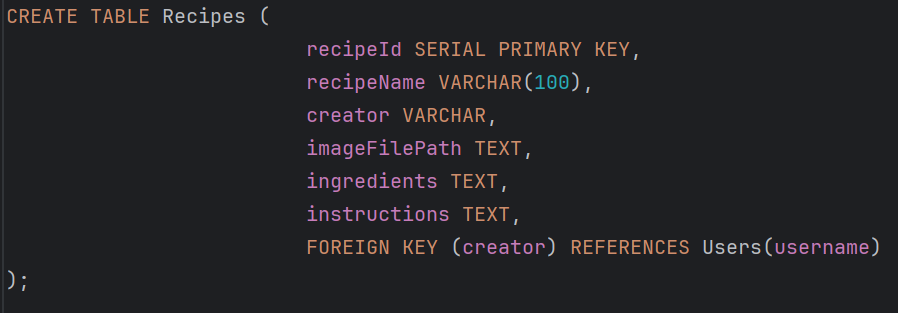 CREATE TABLE Recipes (
recipeId SERIAL PRIMARY KEY,
recipeName VARCHAR(100),
creator VARCHAR,
imageFilePath TEXT,
ingredients TEXT,
instructions TEXT,
FOREIGN KEY (creator) REFERENCES Users(username)
);